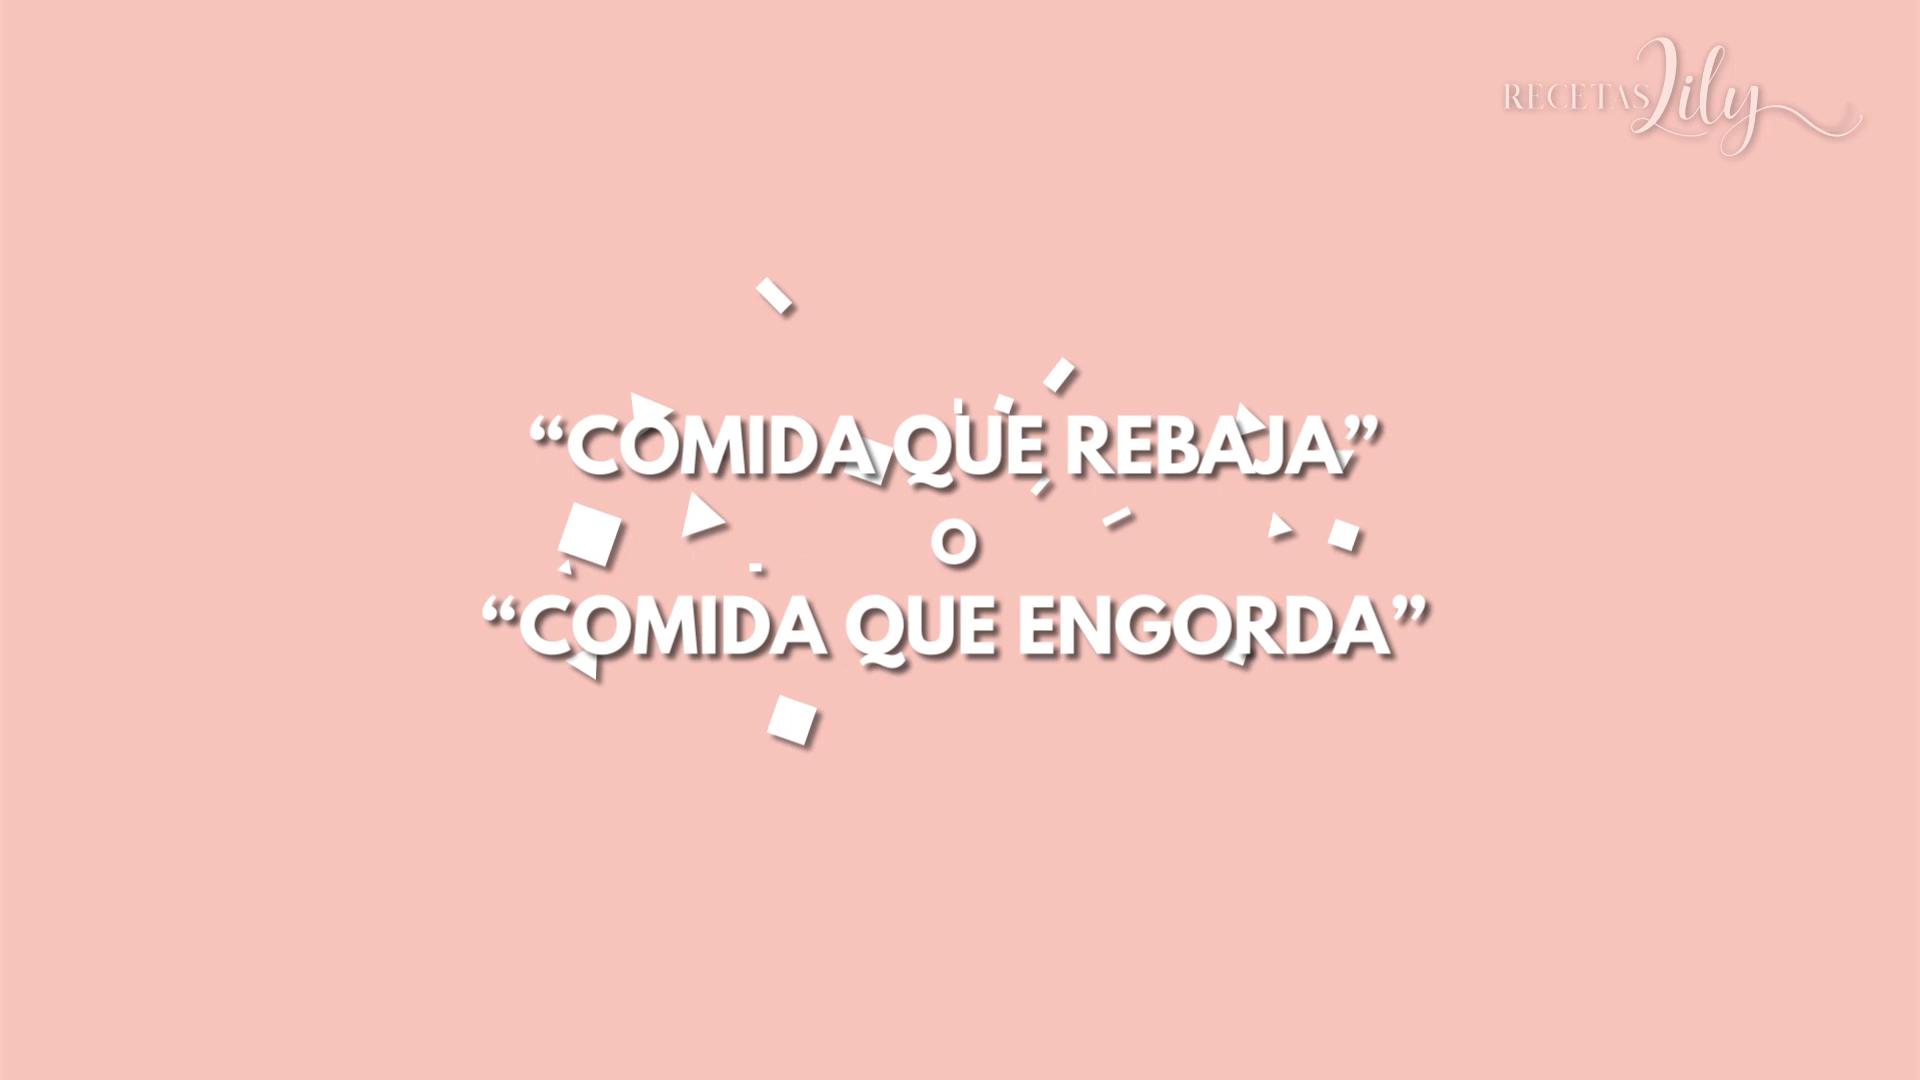 RECETAS Lily
“COMIDA QUE REBAJA”
O
“COMIDA QUE ENGORDA”